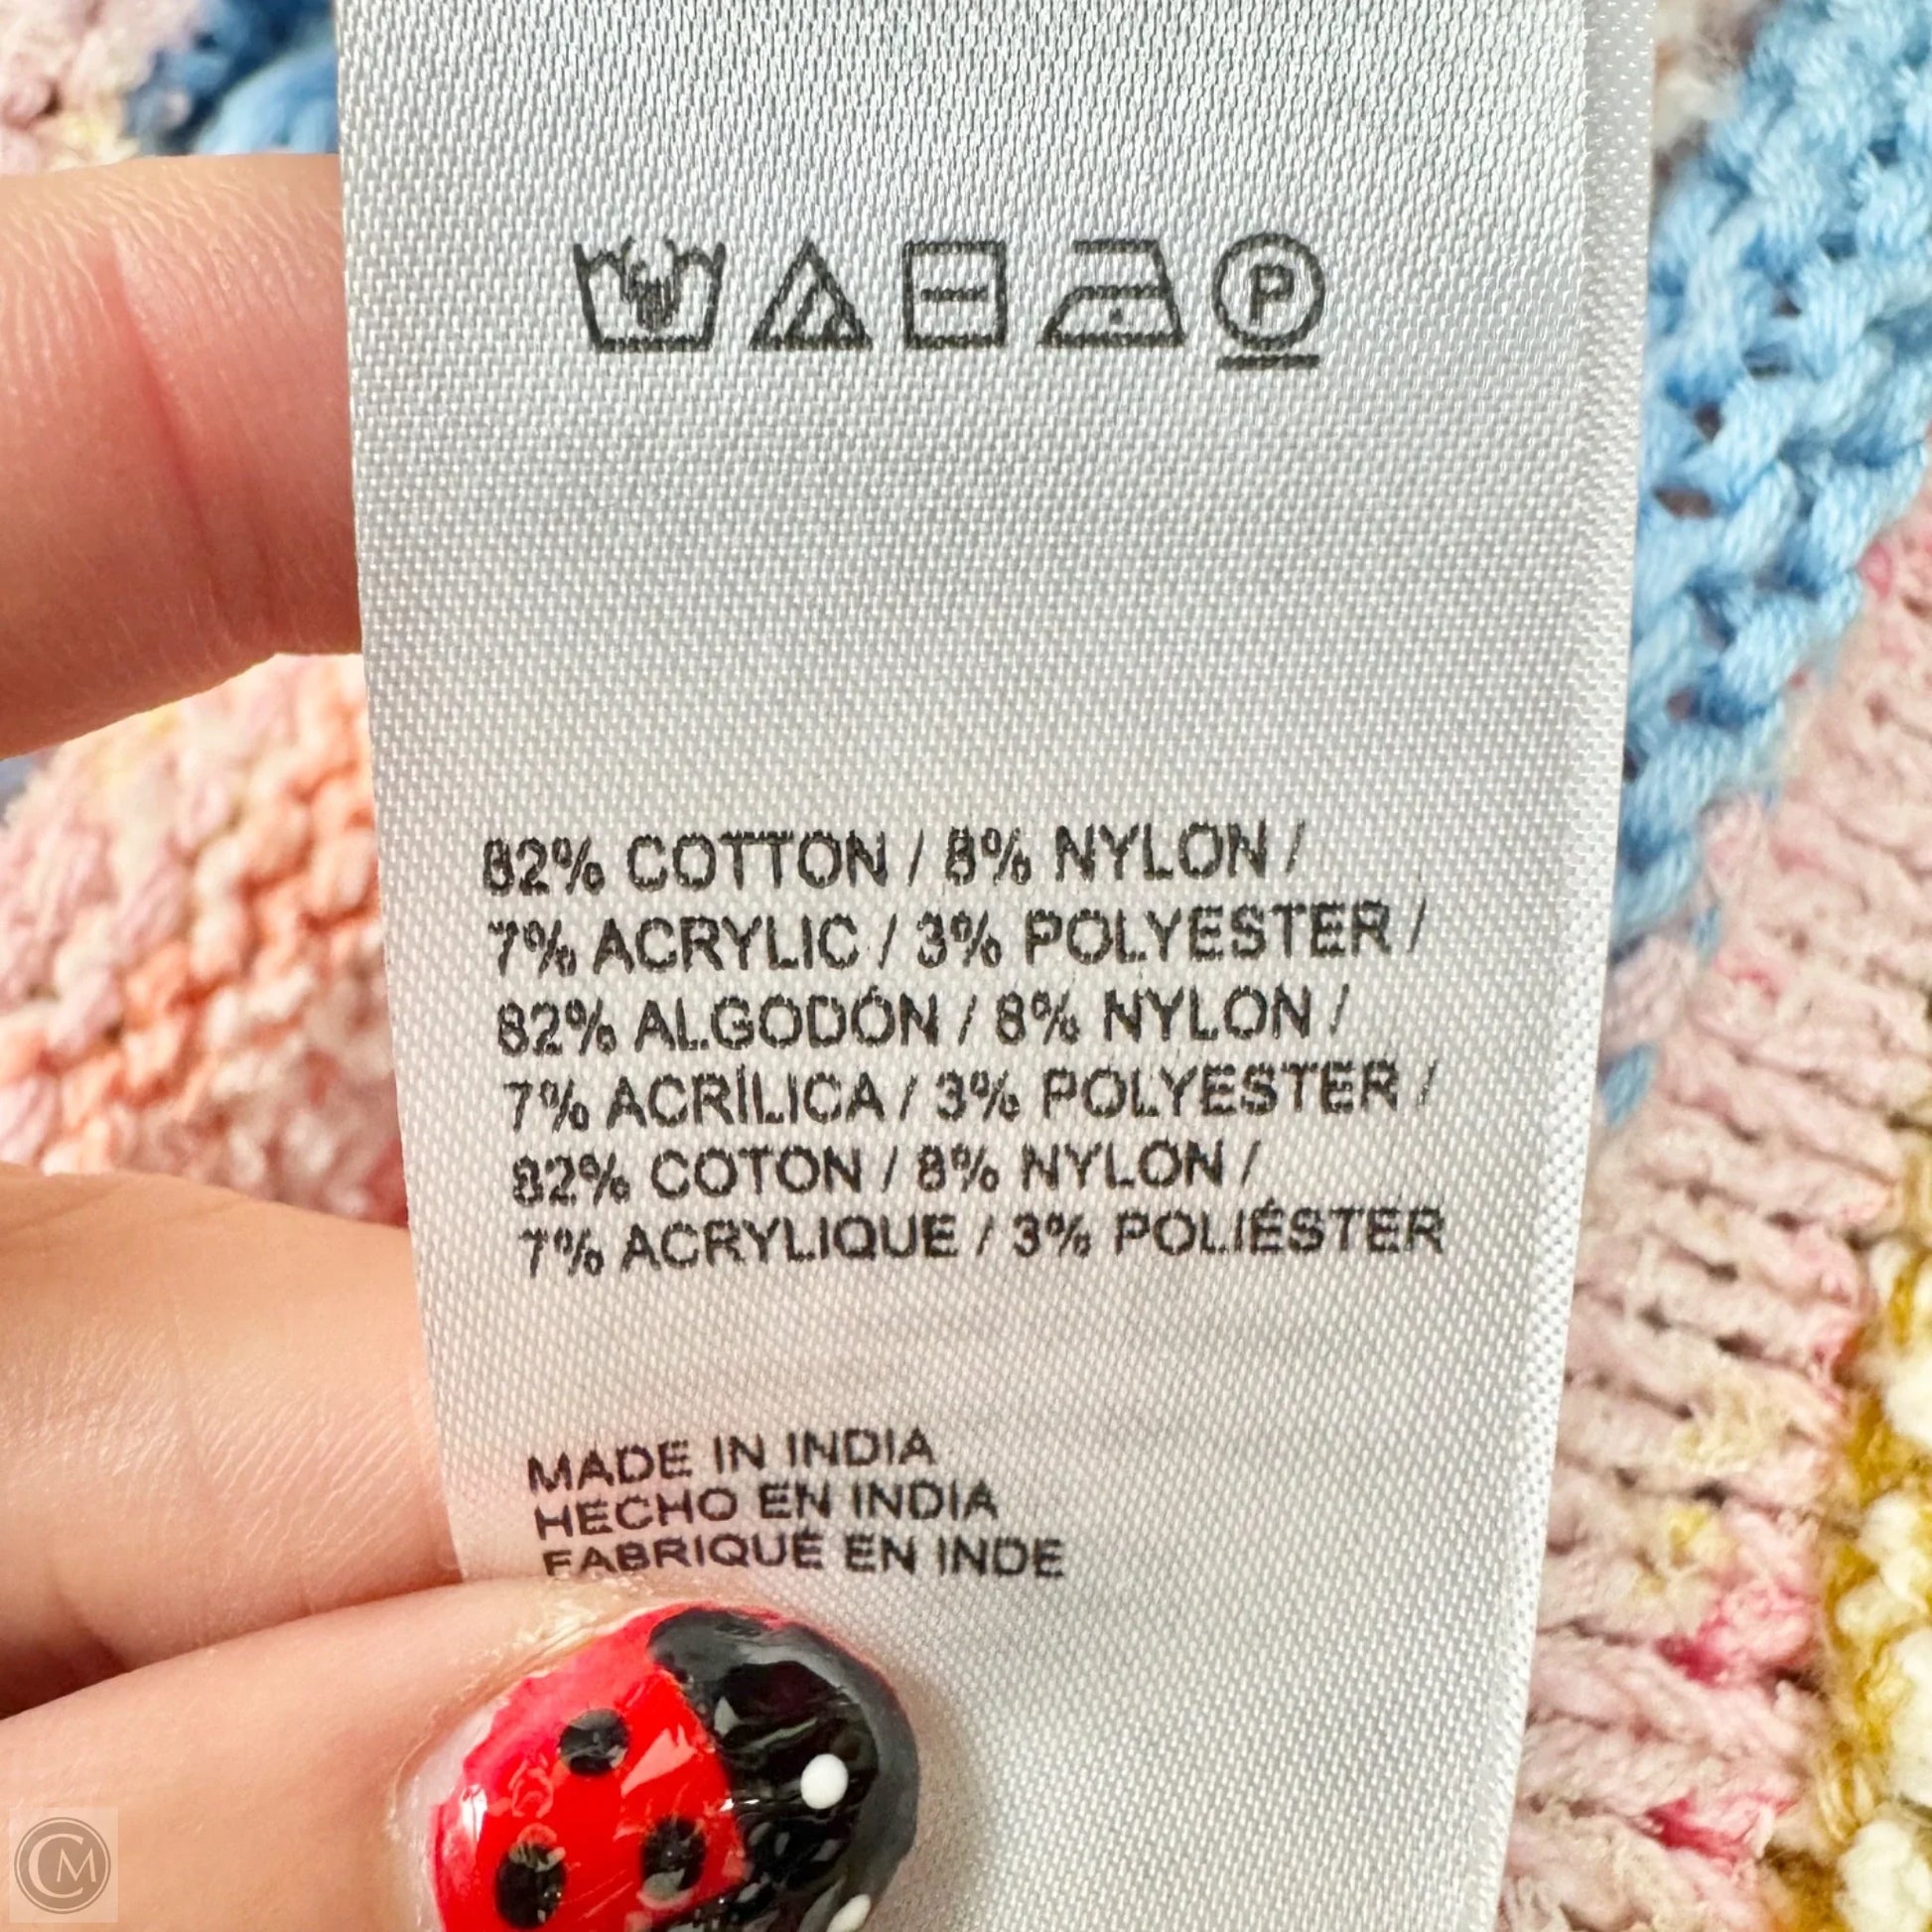 P
82% COTTON / 8% NYLON /
7% ACRYLIC / 3% POLYESTER /
82% ALGODÓN / 8% NYLON /
7% ACRÍLICA / 3% POLYESTER /
82% COTON / 8% NYLON /
7% ACRYLIQUE / 3% POLIÉSTER
MADE IN INDIA
HECHO EN INDIA
FABRIQUÉ EN INDE
CM